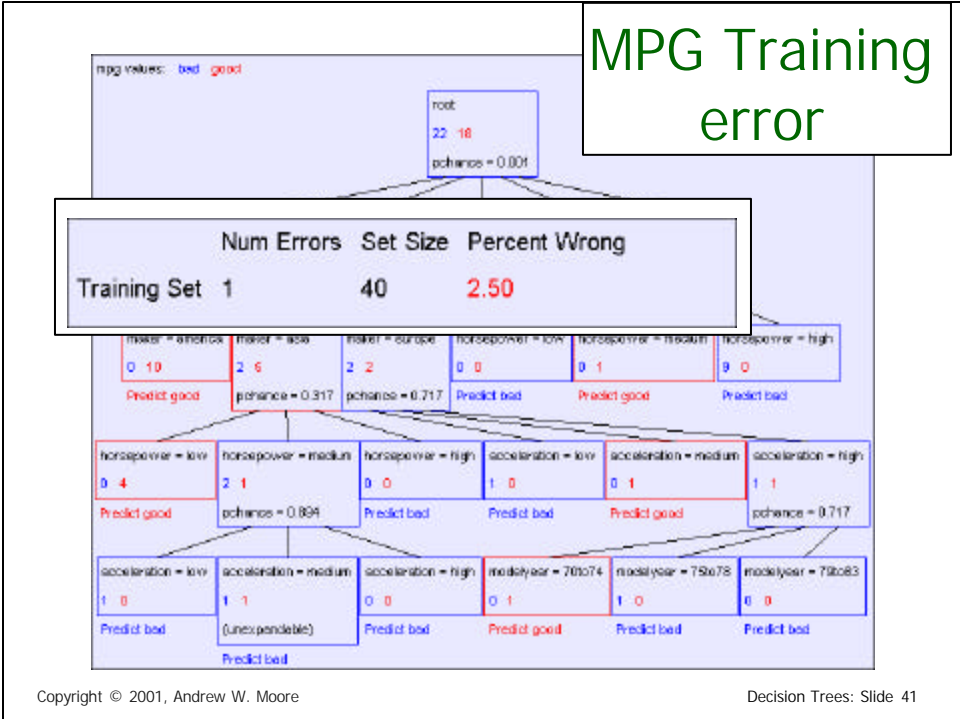 MPG Training
error
mpg values: bad good
root
22 18
pchance = 0.001
Num Errors Set Size Percent Wrong
Training Set 1 40 2.50
maker = america maker = asia maker = europe horsepower = low horsepower = medium horsepower = high
0 10 2 6 2 2 0 0 0 1 9 0
Predict good pchance = 0.317 pchance = 0.717 Predict bad Predict good Predict bad
horsepower = low horsepower = medium horsepower = high acceleration = low acceleration = medium acceleration = high
0 4 2 1 0 0 1 0 0 1 1 1
Predict good pchance = 0.894 Predict bad Predict bad Predict good pchance = 0.717
acceleration = low acceleration = medium acceleration = high modelyear = 70to74 modelyear = 75to78 modelyear = 79to83
1 0 1 1 0 0 0 1 1 0 0 0
Predict bad (unexpandable) Predict bad Predict good Predict bad Predict bad
Predict bad
Copyright © 2001, Andrew W. Moore Decision Trees: Slide 41